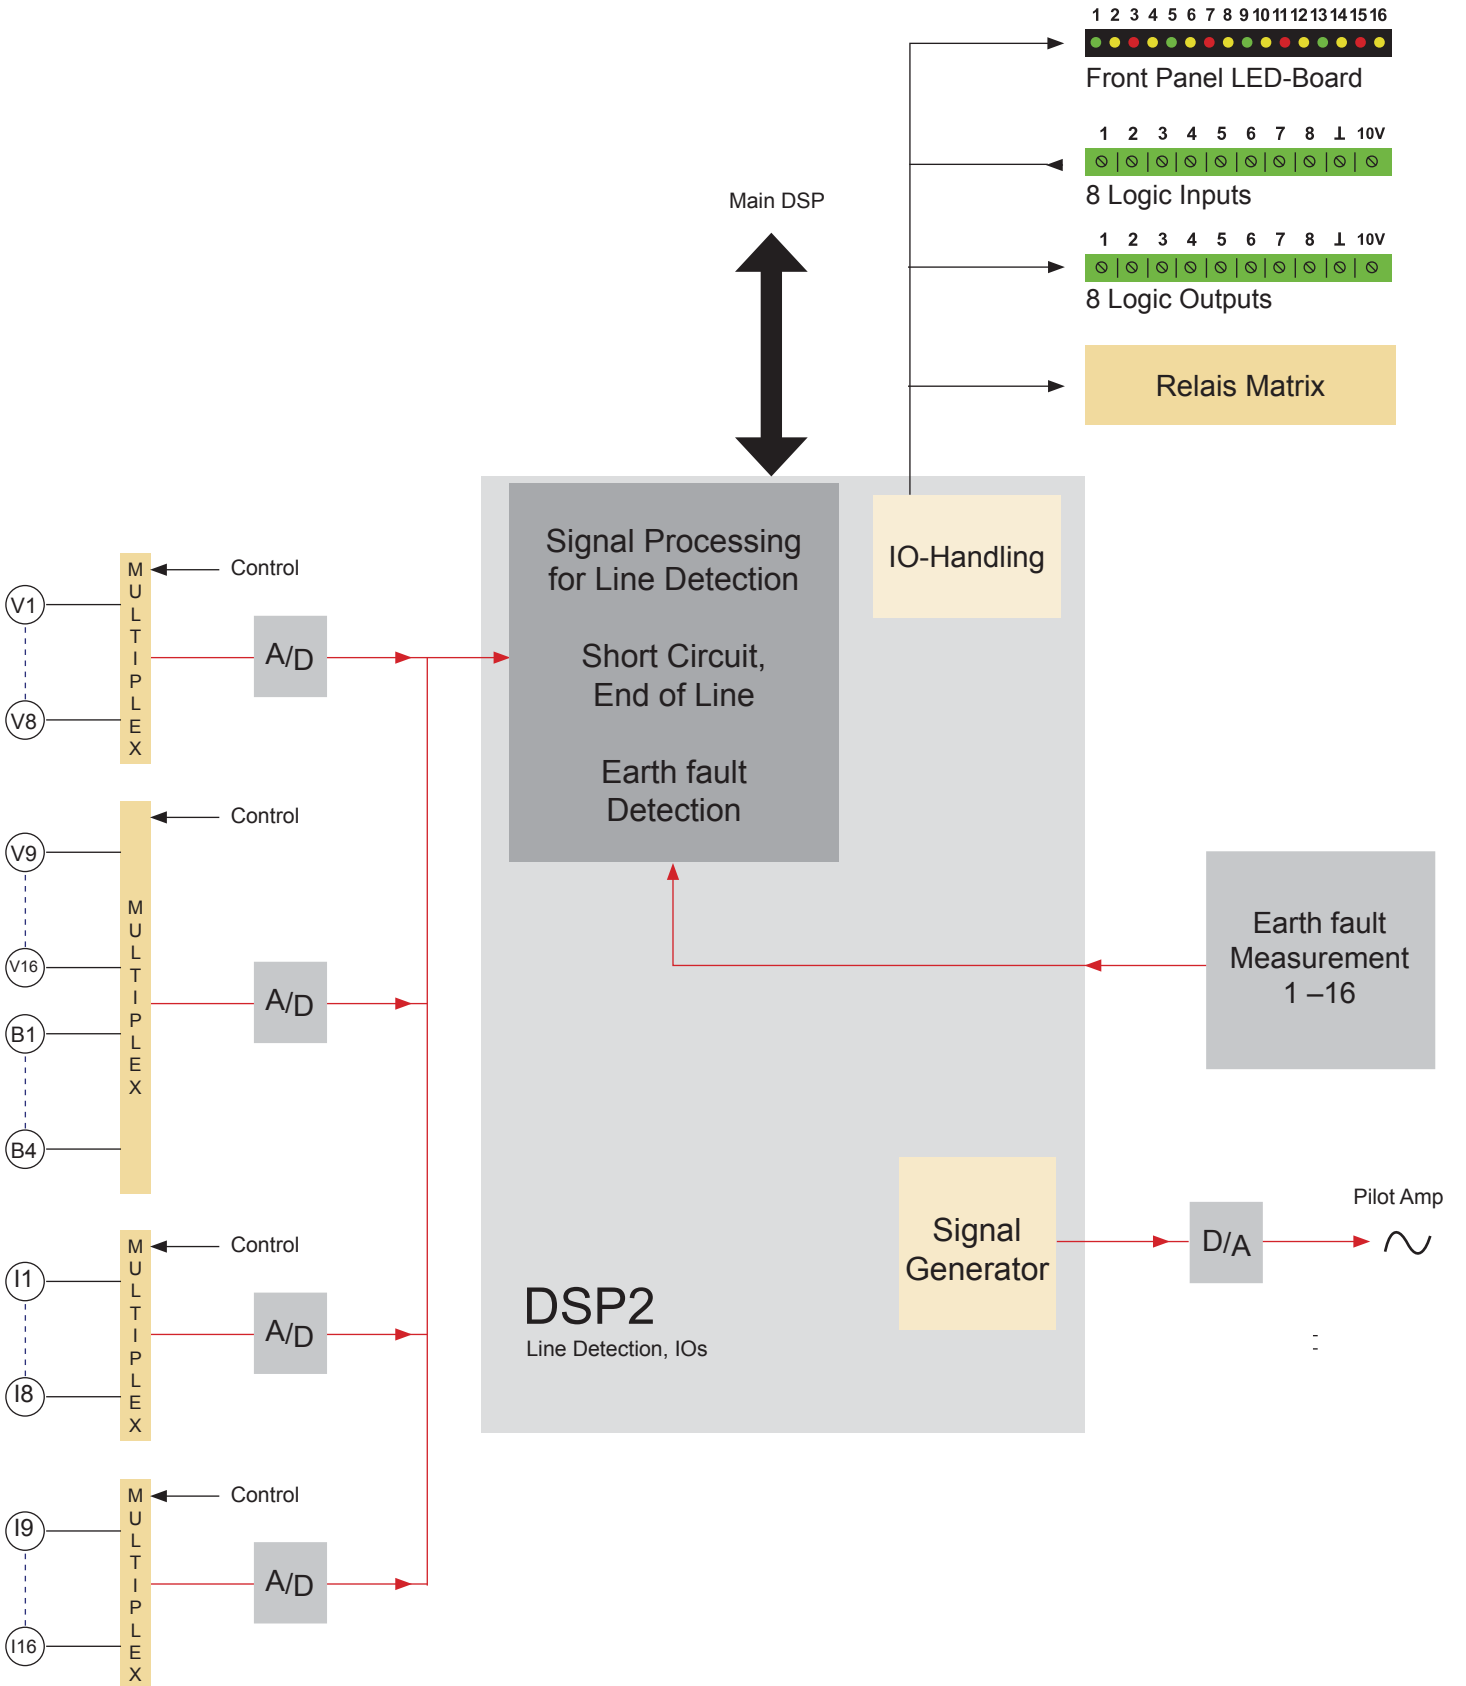 1 2 3 4 5 6 7 8 9 10 11 12 13 14 15 16
Front Panel LED-Board
1 2 3 4 5 6 7 8 ⊥ 10V
8 Logic Inputs
1 2 3 4 5 6 7 8 ⊥ 10V
8 Logic Outputs
Relais Matrix
Main DSP
Signal Processing
for Line Detection
Short Circuit,
End of Line
Earth fault
Detection
IO-Handling
MULTIPLEX
Control
V1
V8
A/D
MULTIPLEX
Control
V9
V16
B1
B4
A/D
Earth fault
Measurement
1 –16
MULTIPLEX
Control
I1
I8
A/D
Signal
Generator
D/A
Pilot Amp
DSP2
Line Detection, IOs
MULTIPLEX
Control
I9
I16
A/D